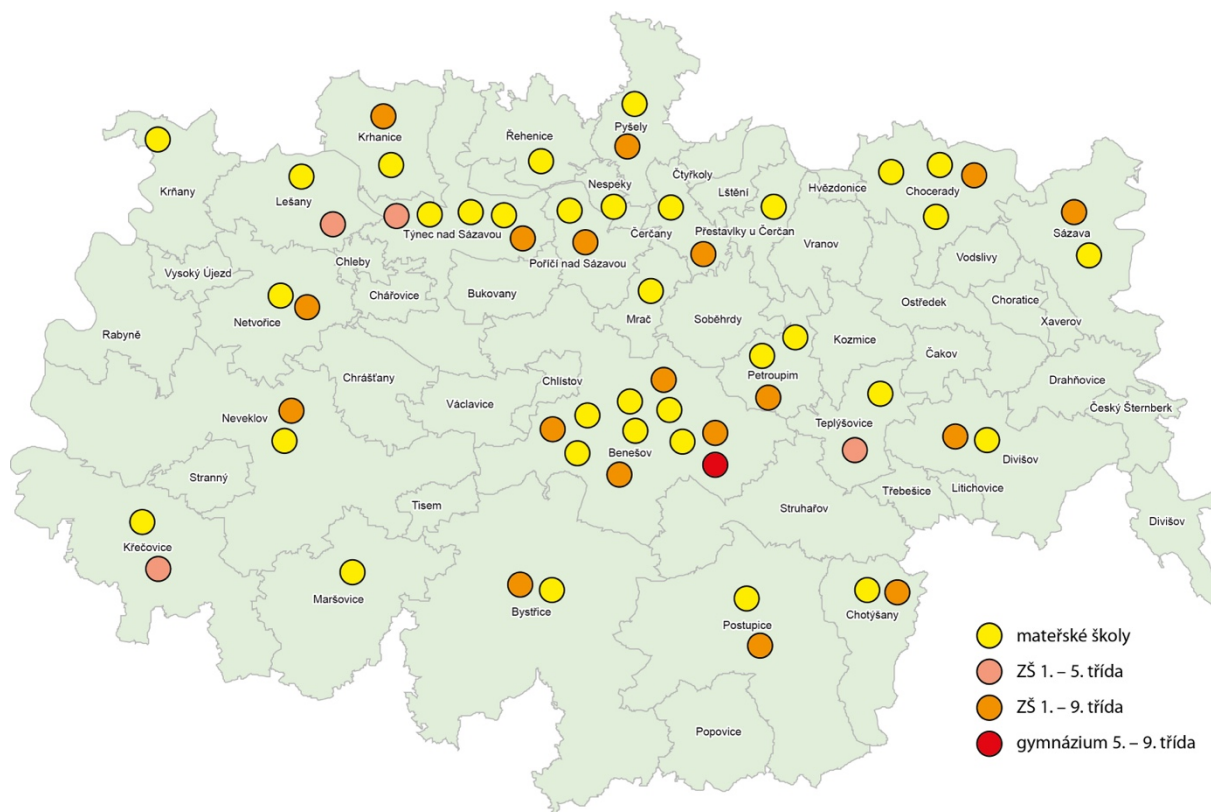 Pyšely
Krhanice
Řehenice
Krňany
Lešany
Nespeky
Čtyřkoly
Lštění
Hvězdonice
Chocerady
Sázava
Týnec nad Sázavou
Čerčany
Přestavlky u Čerčan
Vranov
Vodslivy
Poříčí nad Sázavou
Chleby
Vysoký Újezd
Chářovice
Bukovany
Ostředek
Choratice
Xaverov
Netvořice
Mrač
Soběhrdy
Rabyně
Kozmice
Čakov
Chrášťany
Chlístov
Petroupim
Drahňovice
Václavice
Český Šternberk
Neveklov
Teplýšovice
Benešov
Divišov
Stranný
Třebešice
Litichovice
Tisem
Struhařov
Divišov
Křečovice
Maršovice
Bystřice
Postupice
Chotýšany
Popovice
mateřské školy
ZŠ 1. – 5. třída
ZŠ 1. – 9. třída
gymnázium 5. – 9. třída